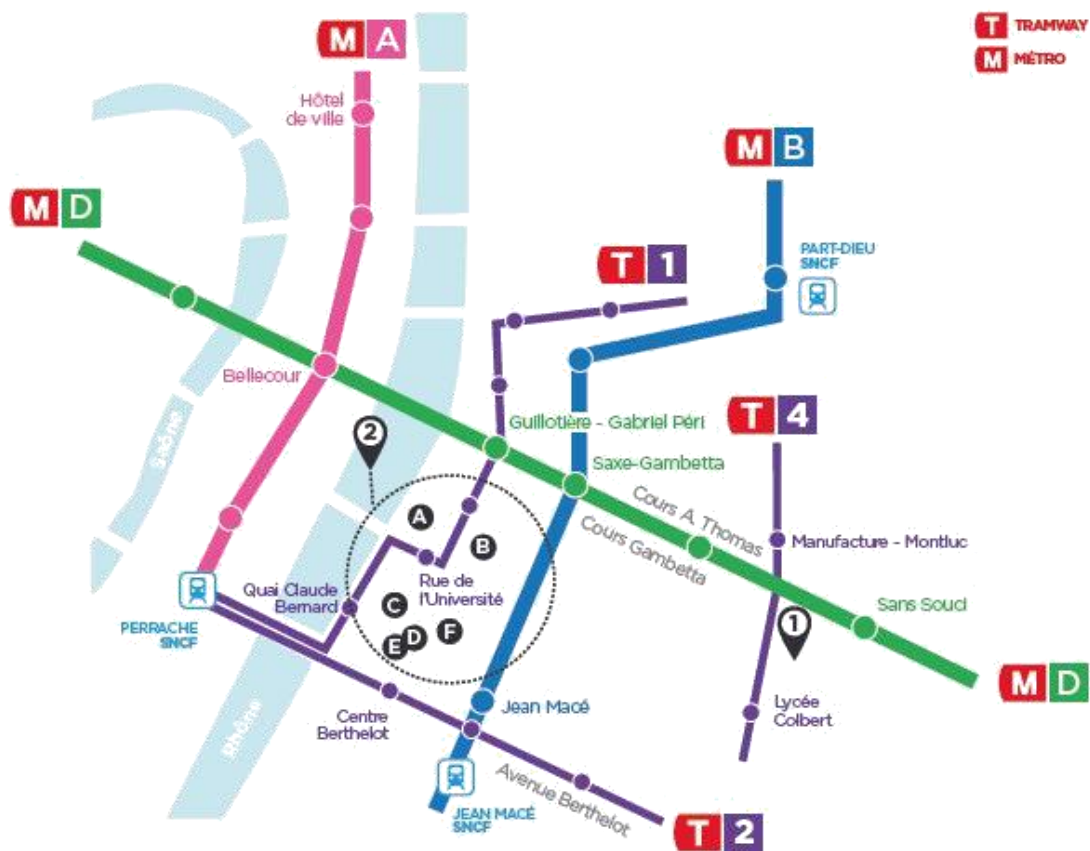 M A
T TRAMWAY
M MÉTRO
Hôtel
de ville
M B
M D
PART-DIEU
SNCF
T 1
Bellecour
Guillotière - Gabriel Péri
T 4
Saône
2
Saxe-Gambetta
Cours A. Thomas
Cours Gambetta
A
B
Manufacture - Montluc
Quai Claude
Bernard
Rue de
l'Université
C
D
E
F
Sans Souci
1
PERRACHE
SNCF
M D
Rhône
Centre
Berthelot
Jean Macé
Lycée
Colbert
Avenue Berthelot
JEAN MACÉ
SNCF
T 2